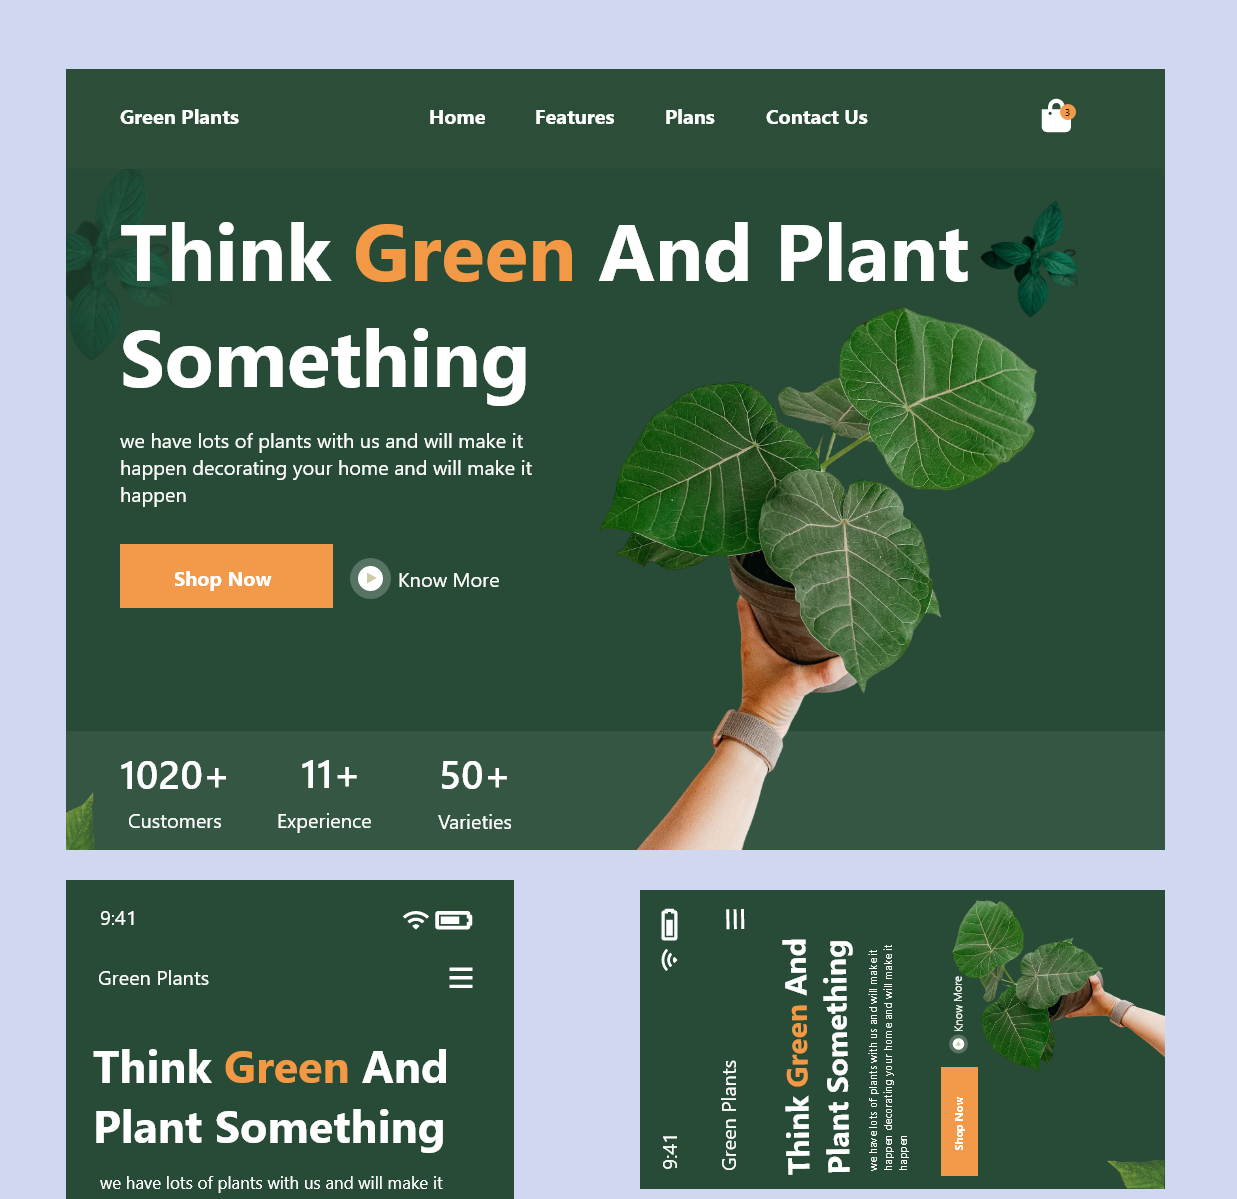 Green Plants
Home
Features
Plans
Contact Us
3
Think Green And Plant
Something
we have lots of plants with us and will make it
happen decorating your home and will make it
happen
Shop Now
Know More
1020+
11+
50+
Customers
Experience
Varieties
9:41
Green Plants
Think Green And
Plant Something
we have lots of plants with us and will make it
9:41
Green Plants
Think Green And
Plant Something
we have lots of plants with us and will make it
happen decorating your home and will make it
happen
Shop Now
Know More